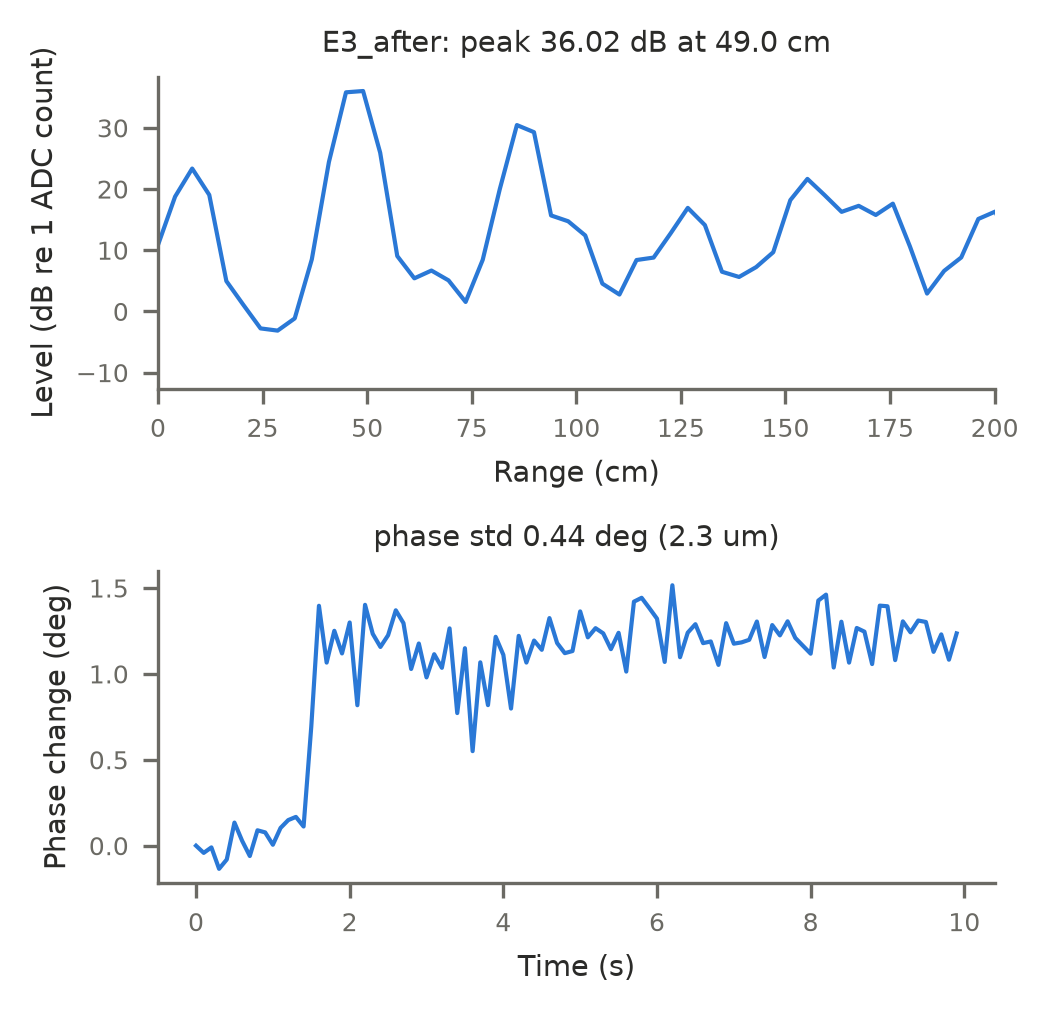 E3_after: peak 36.02 dB at 49.0 cm
Level (dB re 1 ADC count)
30
20
10
0
−10
0 25 50 75 100 125 150 175 200
Range (cm)
phase std 0.44 deg (2.3 um)
Phase change (deg)
1.5
1.0
0.5
0.0
0 2 4 6 8 10
Time (s)